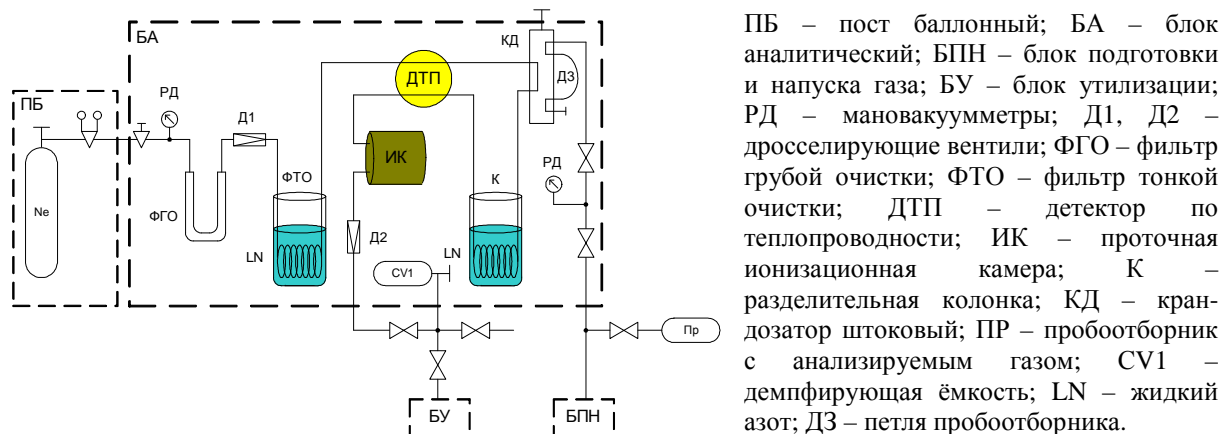 БА
КД
ДТП
ДЗ
ПБ
РД
Д1
ИК
РД
ФТО
К
ФГО
Ne
Д2
LN
LN
CV1
Пр
БУ
БПН
ПБ – пост баллонный; БА – блок
аналитический; БПН – блок подготовки
и напуска газа; БУ – блок утилизации;
РД – мановакуумметры; Д1, Д2 –
дросселирующие вентили; ФГО – фильтр
грубой очистки; ФТО – фильтр тонкой
очистки; ДТП – детектор по
теплопроводности; ИК – проточная
ионизационная камера; К –
разделительная колонка; КД – кран-
дозатор штоковый; ПР – пробоотборник
с анализируемым газом; CV1 –
демпфирующая ёмкость; LN – жидкий
азот; ДЗ – петля пробоотборника.